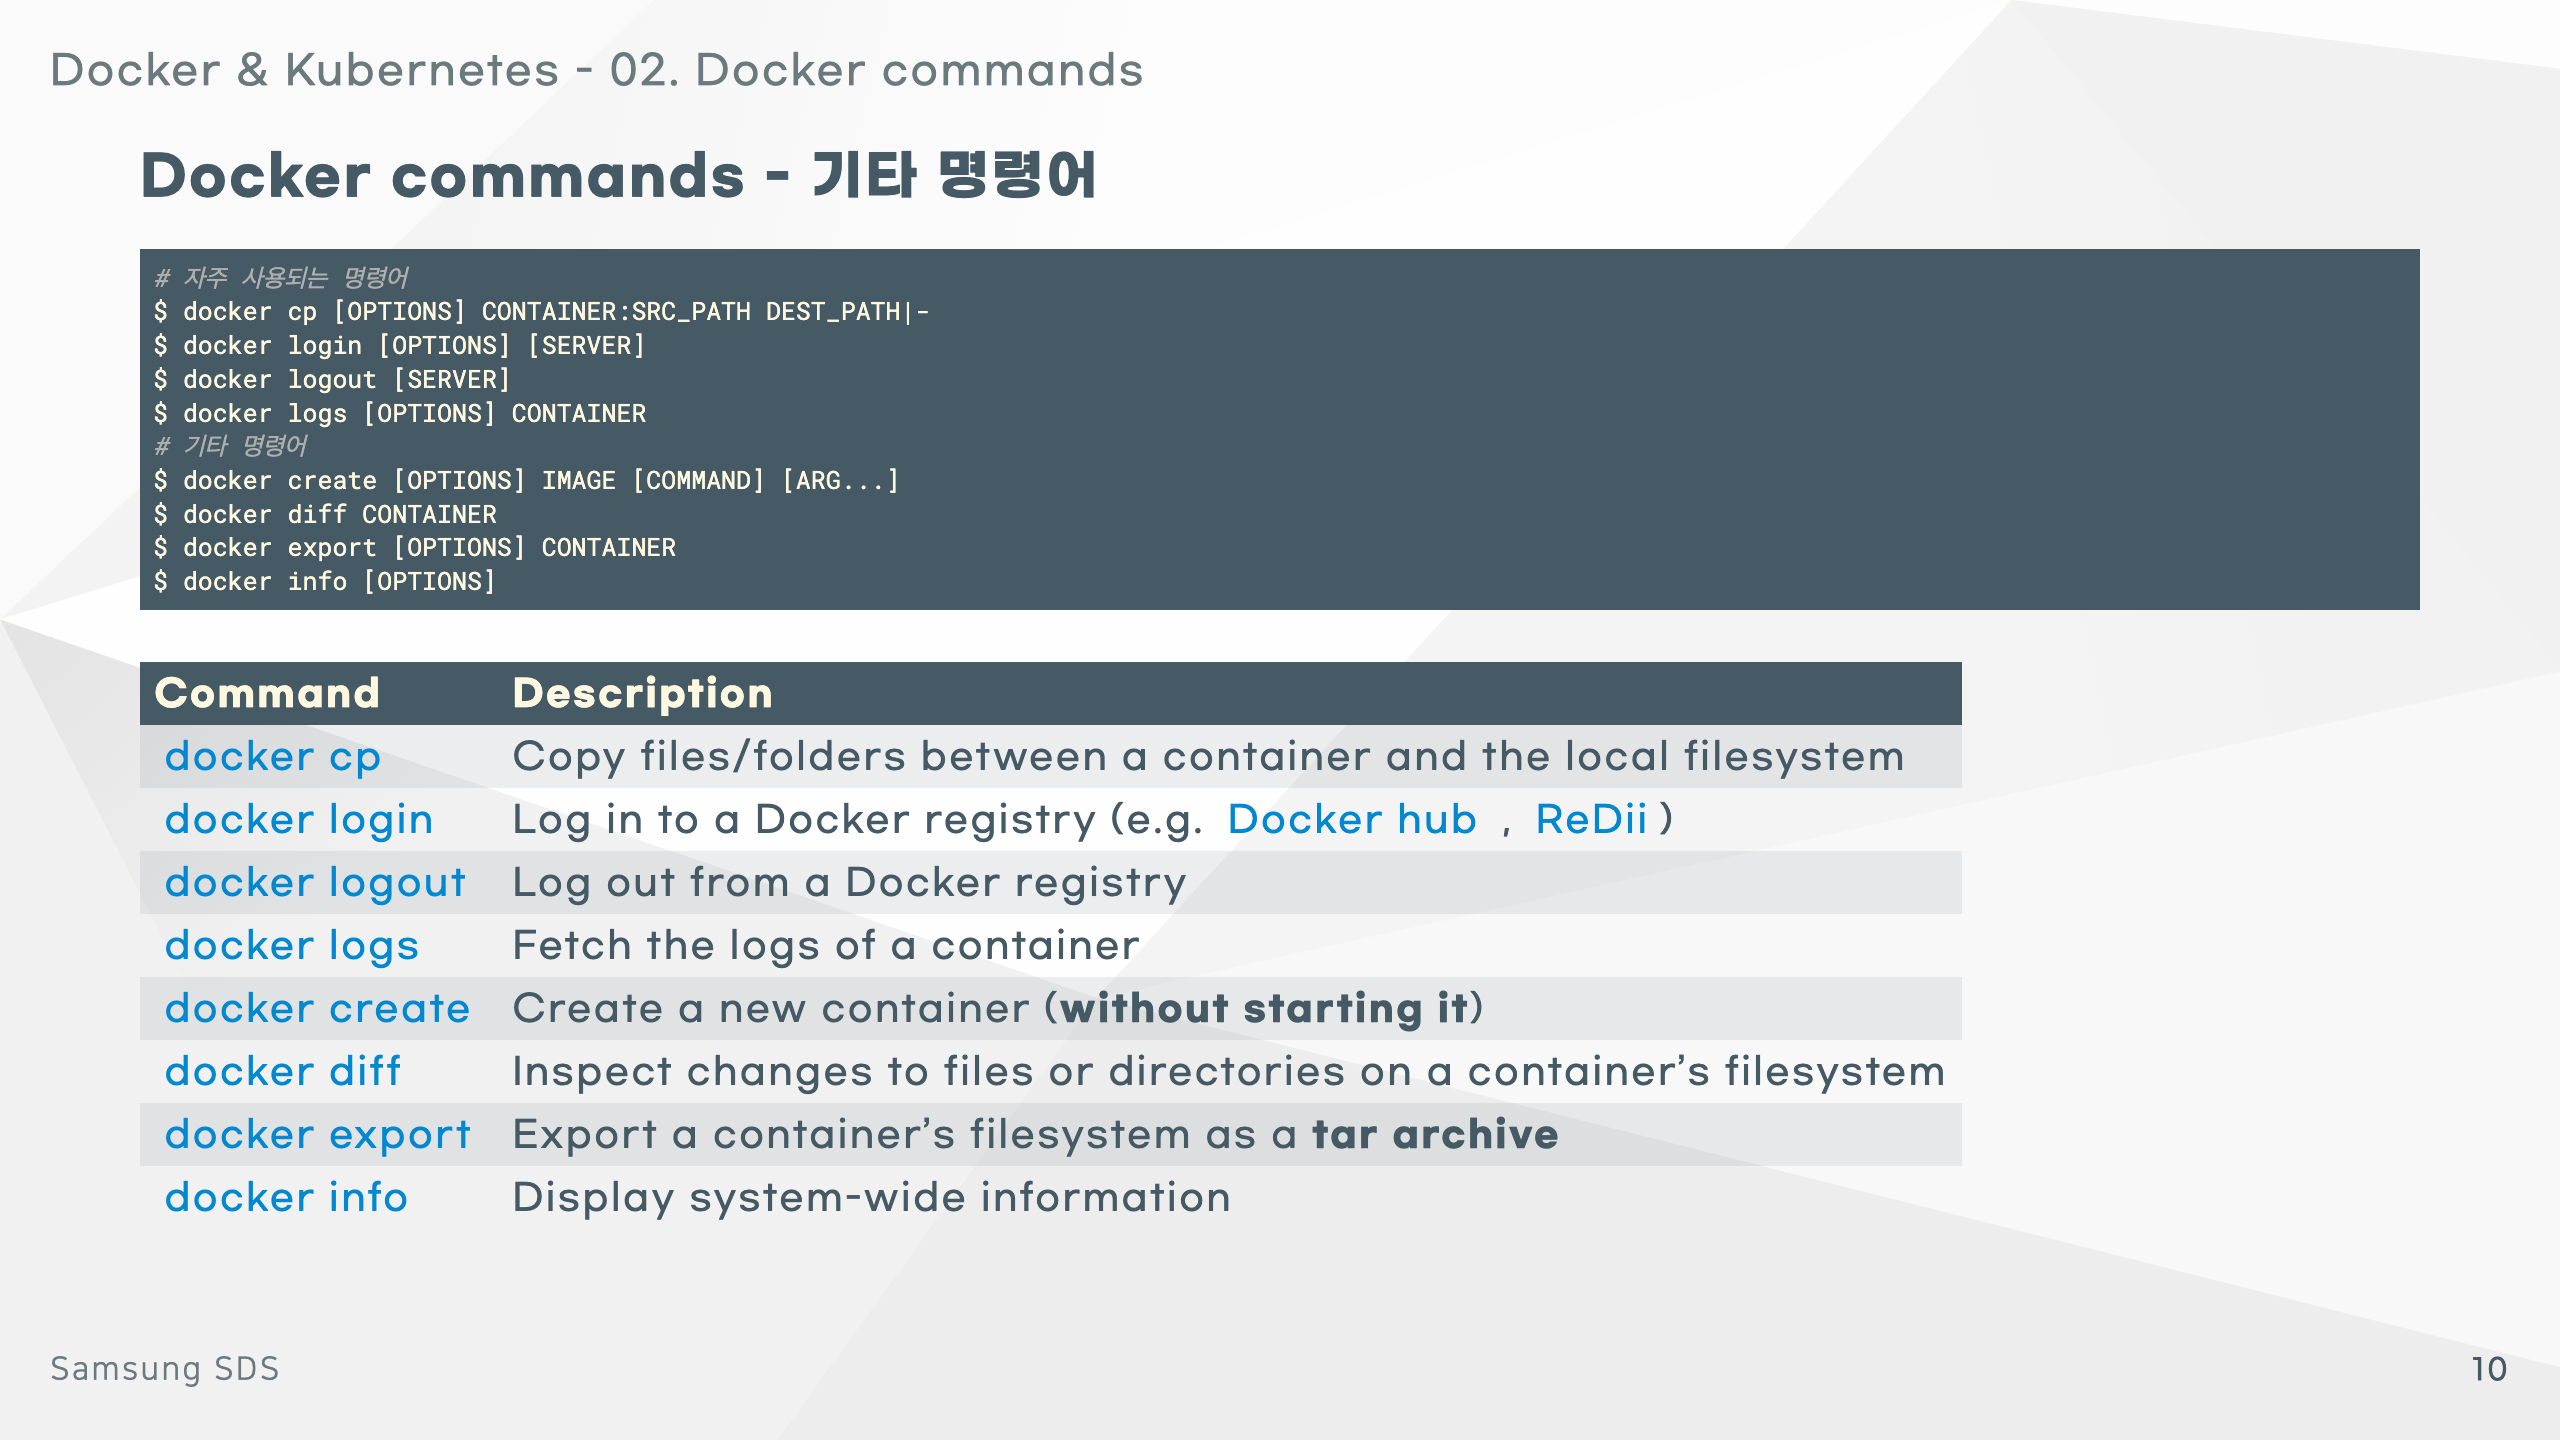 Docker & Kubernetes - 02. Docker commands
Docker commands - 기타 명령어
# 자주 사용되는 명령어
$ docker cp [OPTIONS] CONTAINER:SRC_PATH DEST_PATH|-
$ docker login [OPTIONS] [SERVER]
$ docker logout [SERVER]
$ docker logs [OPTIONS] CONTAINER
# 기타 명령어
$ docker create [OPTIONS] IMAGE [COMMAND] [ARG...]
$ docker diff CONTAINER
$ docker export [OPTIONS] CONTAINER
$ docker info [OPTIONS]
Command Description
docker cp Copy files/folders between a container and the local filesystem
docker login Log in to a Docker registry (e.g. Docker hub , ReDii )
docker logout Log out from a Docker registry
docker logs Fetch the logs of a container
docker create Create a new container (without starting it)
docker diff Inspect changes to files or directories on a container’s filesystem
docker export Export a container’s filesystem as a tar archive
docker info Display system-wide information
Samsung SDS
10